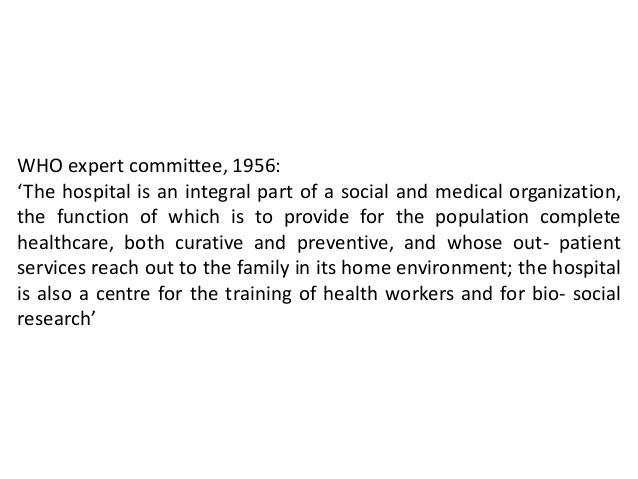 WHO expert committee, 1956:
‘The hospital is an integral part of a social and medical organization,
the function of which is to provide for the population complete
healthcare, both curative and preventive, and whose out- patient
services reach out to the family in its home environment; the hospital
is also a centre for the training of health workers and for bio- social
research’